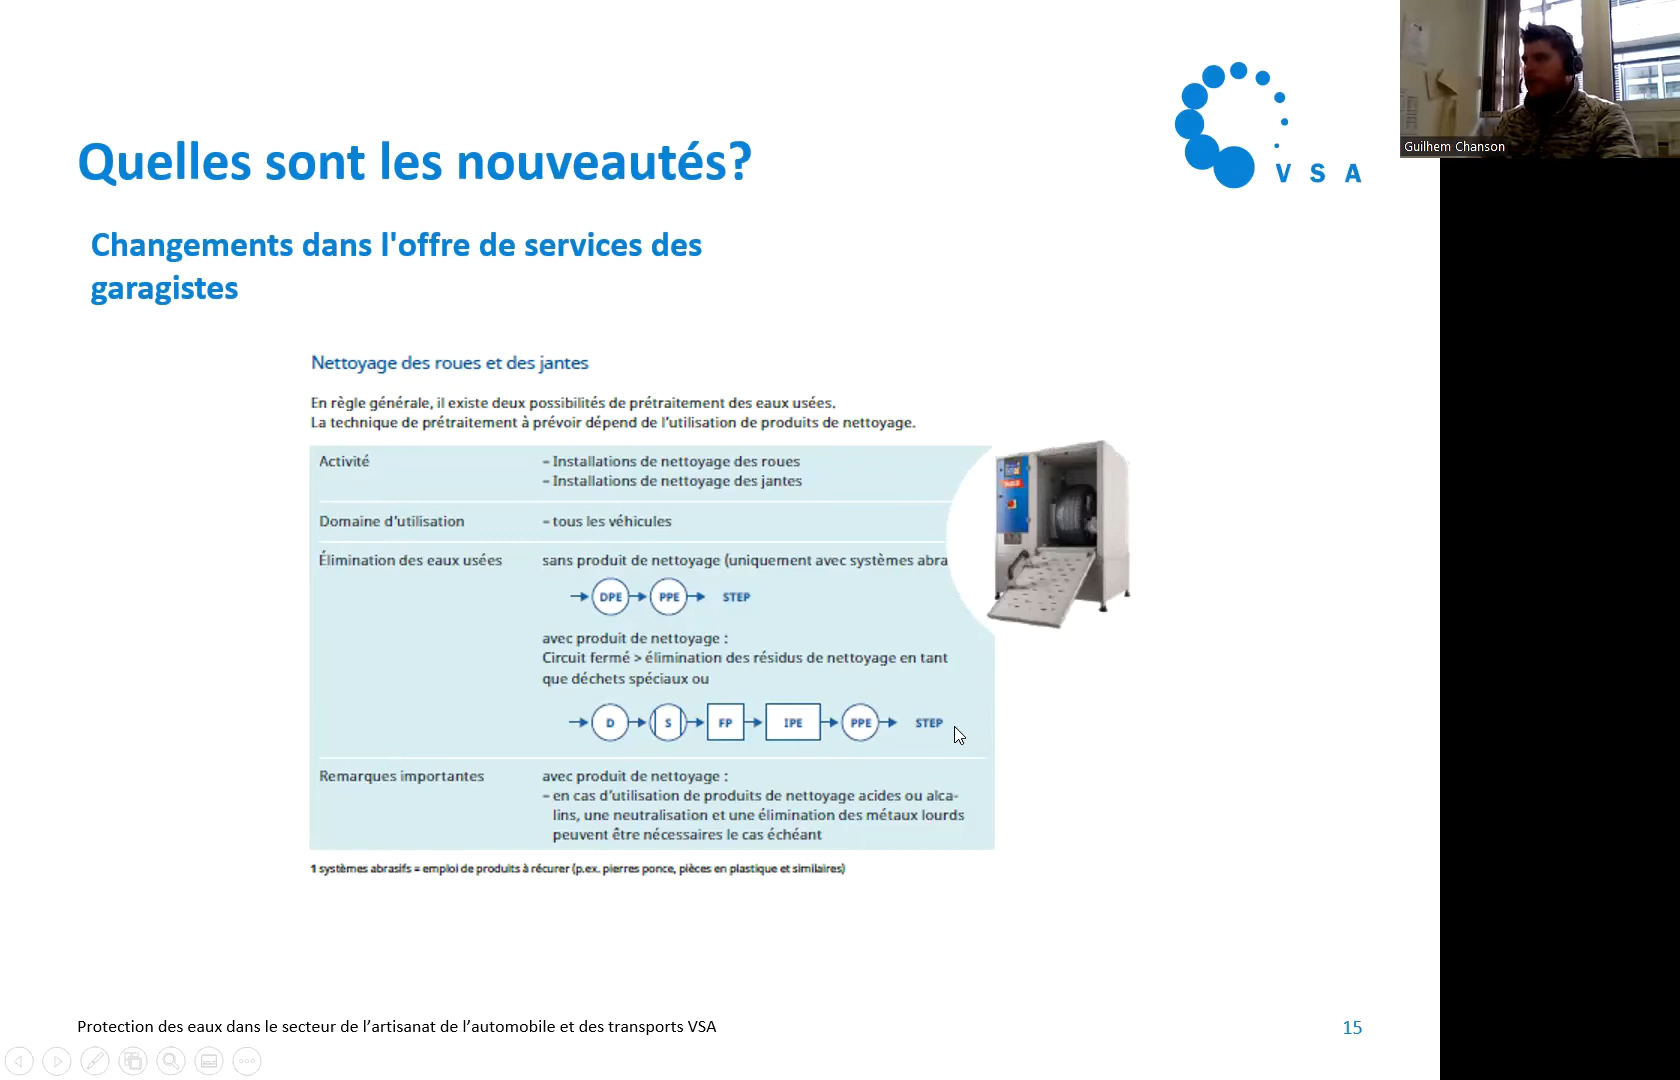 Guilhem Chanson
V S A
Quelles sont les nouveautés?
Changements dans l'offre de services des
garagistes
Nettoyage des roues et des jantes
En règle générale, il existe deux possibilités de prétraitement des eaux usées.
La technique de prétraitement à prévoir dépend de l'utilisation de produits de nettoyage.
Activité
– Installations de nettoyage des roues
– Installations de nettoyage des jantes
Domaine d'utilisation
– tous les véhicules
Élimination des eaux usées
sans produit de nettoyage (uniquement avec systèmes abra
DPE PPE STEP
avec produit de nettoyage :
Circuit fermé > élimination des résidus de nettoyage en tant
que déchets spéciaux ou
D S FP IPE PPE STEP
Remarques importantes
avec produit de nettoyage :
– en cas d'utilisation de produits de nettoyage acides ou alca-
lins, une neutralisation et une élimination des métaux lourds
peuvent être nécessaires le cas échéant
1 systèmes abrasifs = emploi de produits à récurer (p.ex. pierres ponce, pièces en plastique et similaires)
Protection des eaux dans le secteur de l'artisanat de l'automobile et des transports VSA
15